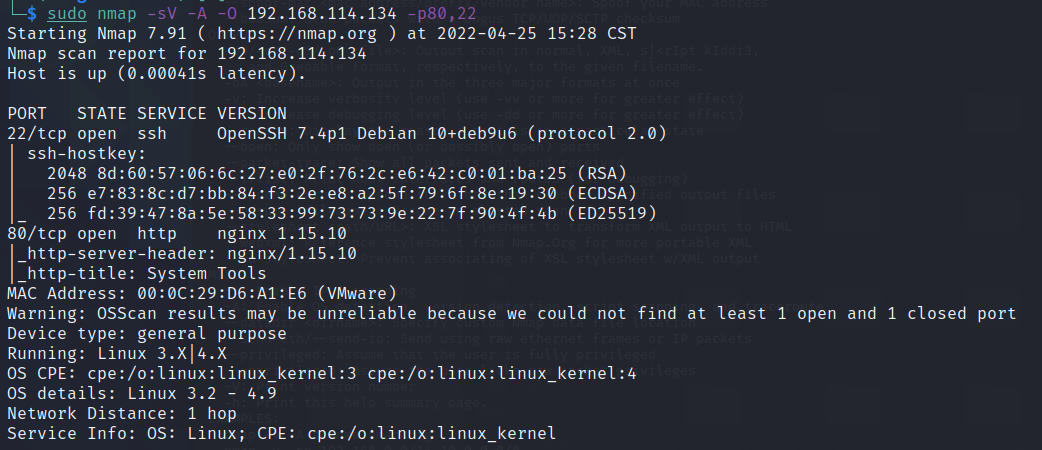 └─$ sudo nmap -sV -A -O 192.168.114.134 -p80,22
Starting Nmap 7.91 ( https://nmap.org ) at 2022-04-25 15:28 CST
Nmap scan report for 192.168.114.134
Host is up (0.00041s latency).
PORT   STATE SERVICE VERSION
22/tcp open  ssh     OpenSSH 7.4p1 Debian 10+deb9u6 (protocol 2.0)
| ssh-hostkey:
|   2048 8d:60:57:06:6c:27:e0:2f:76:2c:e6:42:c0:01:ba:25 (RSA)
|   256 e7:83:8c:d7:bb:84:f3:2e:e8:a2:5f:79:6f:8e:19:30 (ECDSA)
|_  256 fd:39:47:8a:5e:58:33:99:73:73:9e:22:7f:90:4f:4b (ED25519)
80/tcp open  http    nginx 1.15.10
|_http-server-header: nginx/1.15.10
|_http-title: System Tools
MAC Address: 00:0C:29:D6:A1:E6 (VMware)
Warning: OSScan results may be unreliable because we could not find at least 1 open and 1 closed port
Device type: general purpose
Running: Linux 3.X|4.X
OS CPE: cpe:/o:linux:linux_kernel:3 cpe:/o:linux:linux_kernel:4
OS details: Linux 3.2 - 4.9
Network Distance: 1 hop
Service Info: OS: Linux; CPE: cpe:/o:linux:linux_kernel